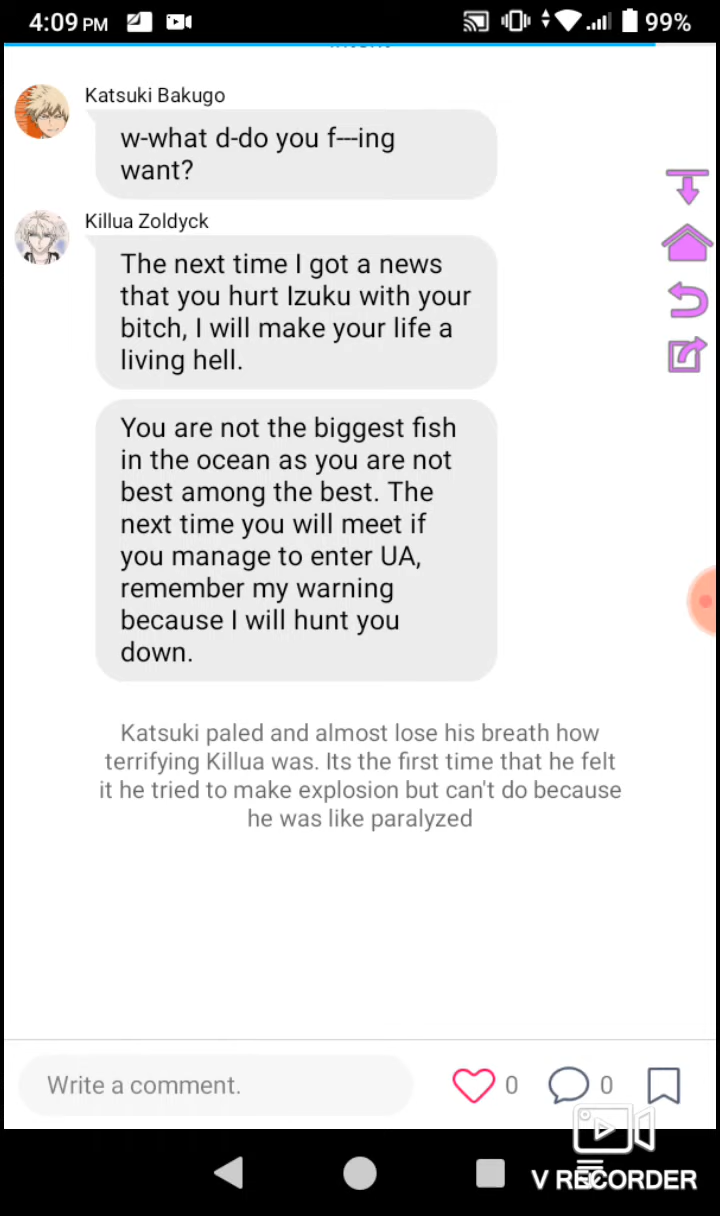 4:09 PM
99%
Katsuki Bakugo
w-what d-do you f---ing
want?
Killua Zoldyck
The next time I got a news
that you hurt Izuku with your
bitch, I will make your life a
living hell.
You are not the biggest fish
in the ocean as you are not
best among the best. The
next time you will meet if
you manage to enter UA,
remember my warning
because I will hunt you
down.
Katsuki paled and almost lose his breath how
terrifying Killua was. Its the first time that he felt
it he tried to make explosion but can't do because
he was like paralyzed
Write a comment.
0
0
V RECORDER